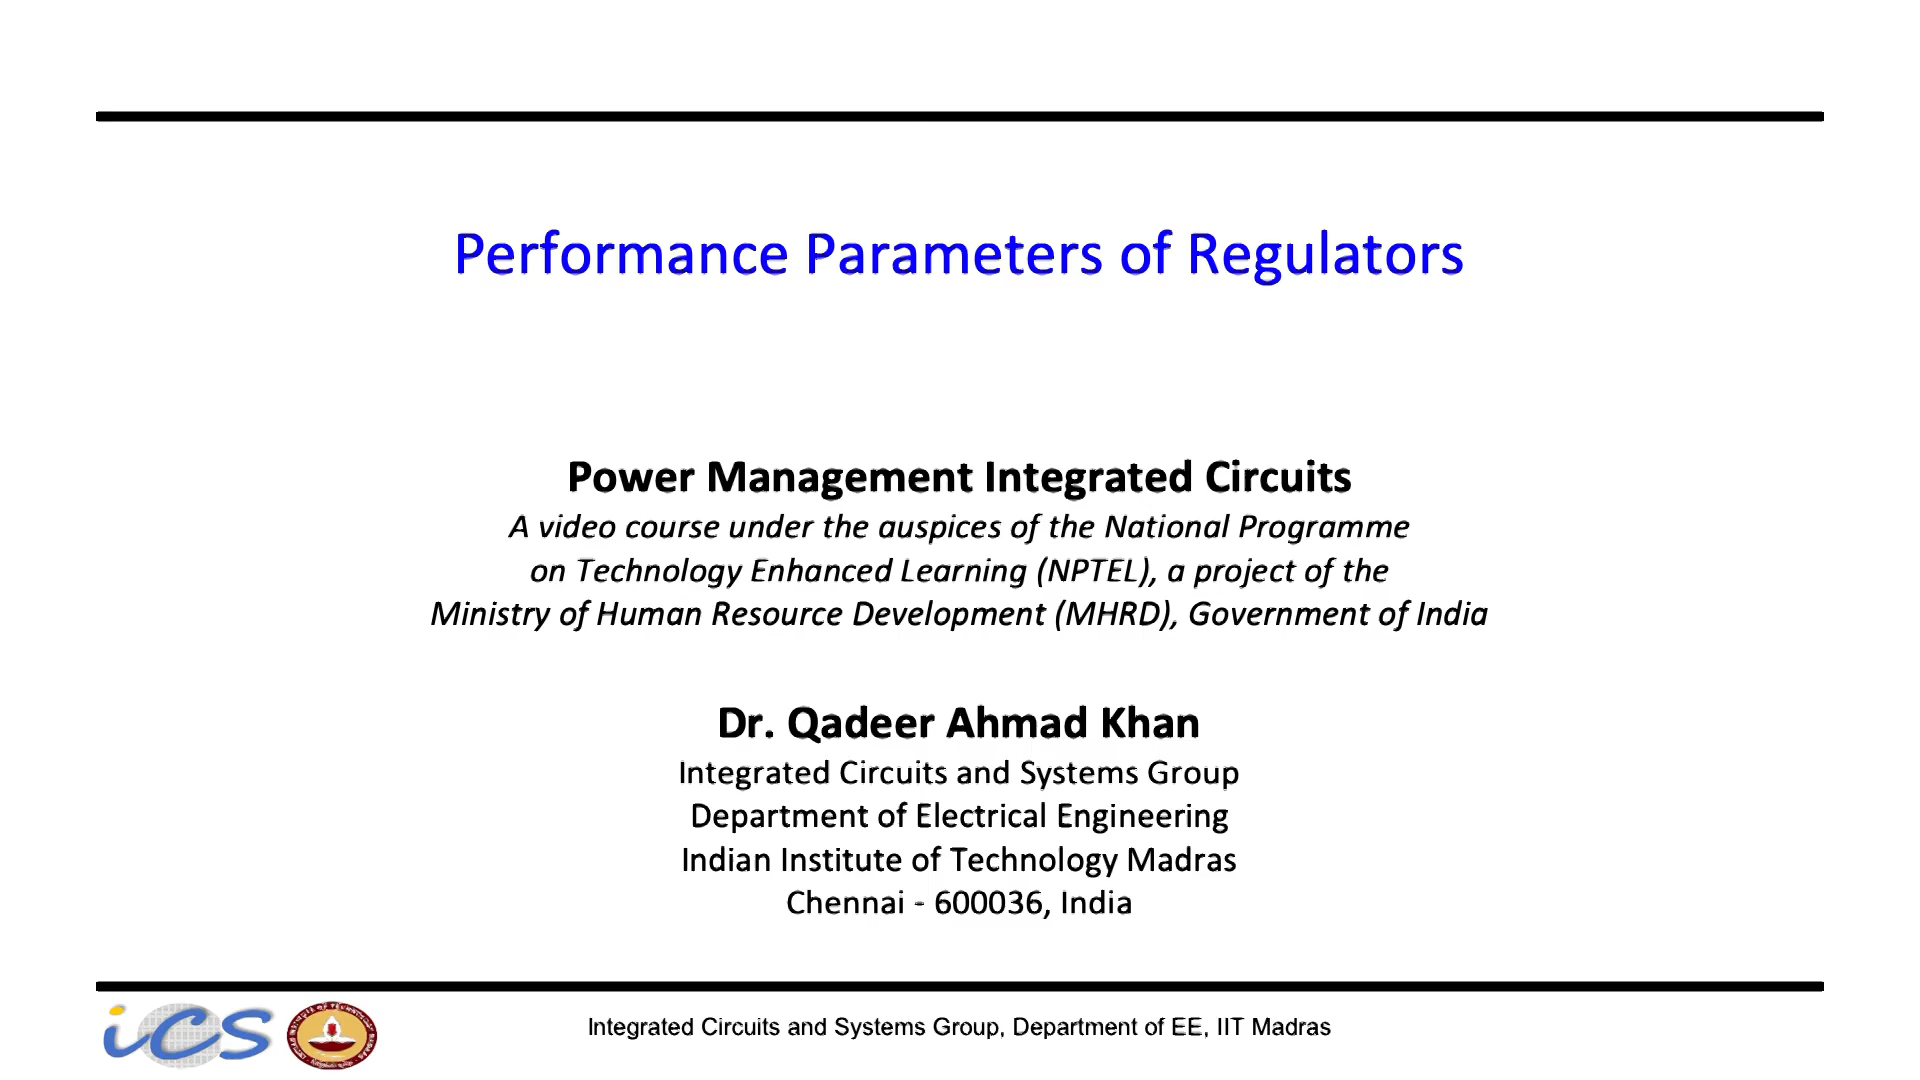 Performance Parameters of Regulators
Power Management Integrated Circuits
A video course under the auspices of the National Programme
on Technology Enhanced Learning (NPTEL), a project of the
Ministry of Human Resource Development (MHRD), Government of India
Dr. Qadeer Ahmad Khan
Integrated Circuits and Systems Group
Department of Electrical Engineering
Indian Institute of Technology Madras
Chennai - 600036, India
iCS
Integrated Circuits and Systems Group, Department of EE, IIT Madras